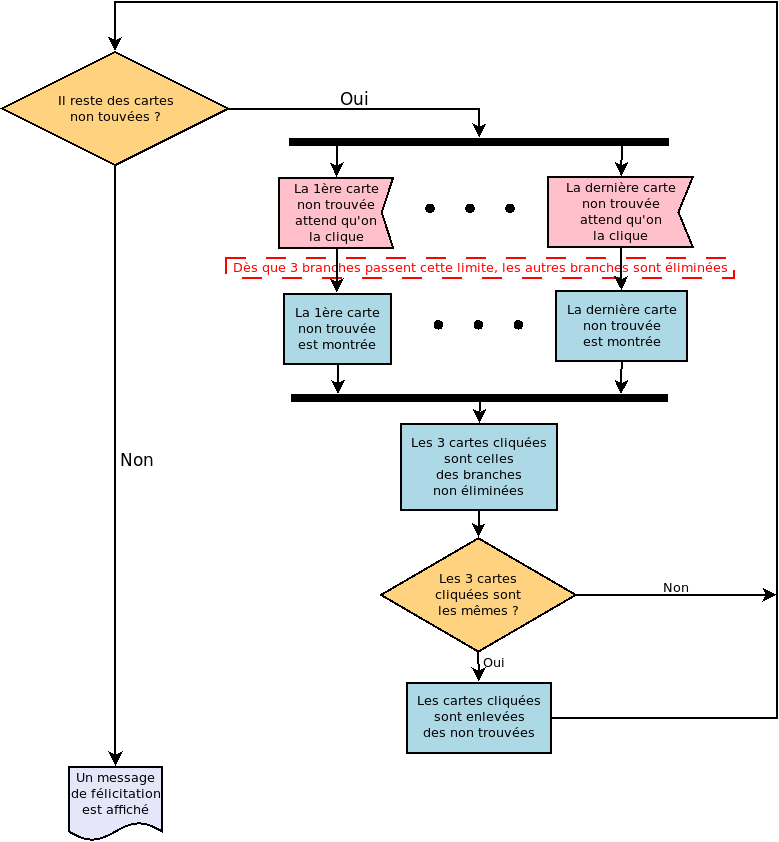 Il reste des cartes
non touvées ?
Oui
La 1ère carte
non trouvée
attend qu'on
la clique
La dernière carte
non trouvée
attend qu'on
la clique
Dès que 3 branches passent cette limite, les autres branches sont éliminées
La 1ère carte
non trouvée
est montrée
La dernière carte
non trouvée
est montrée
Les 3 cartes cliquées
sont celles
des branches
non éliminées
Non
Les 3 cartes
cliquées sont
les mêmes ?
Non
Oui
Les cartes cliquées
sont enlevées
des non trouvées
Un message
de félicitation
est affiché